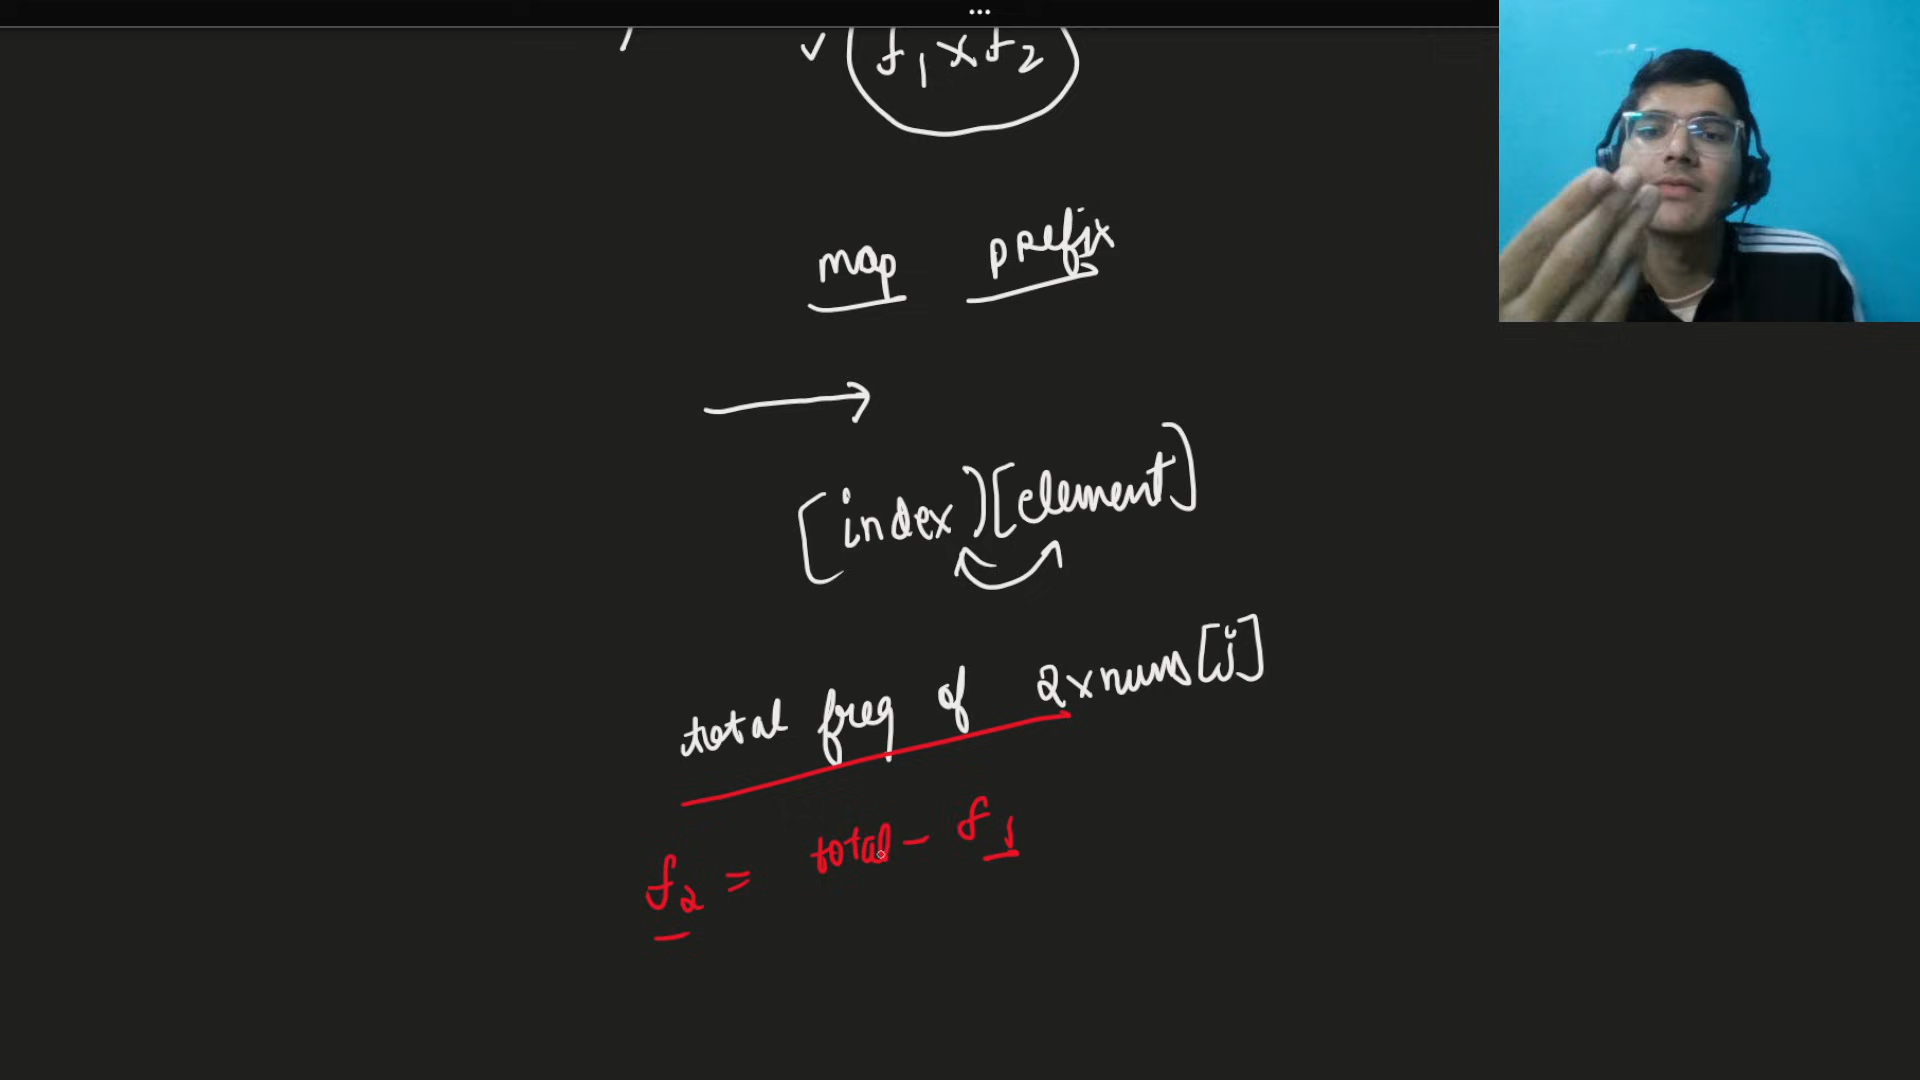 ...
f1 x f2
map prefix
[index)[element]
total freq of 2xnums[j]
f2 = total - f1